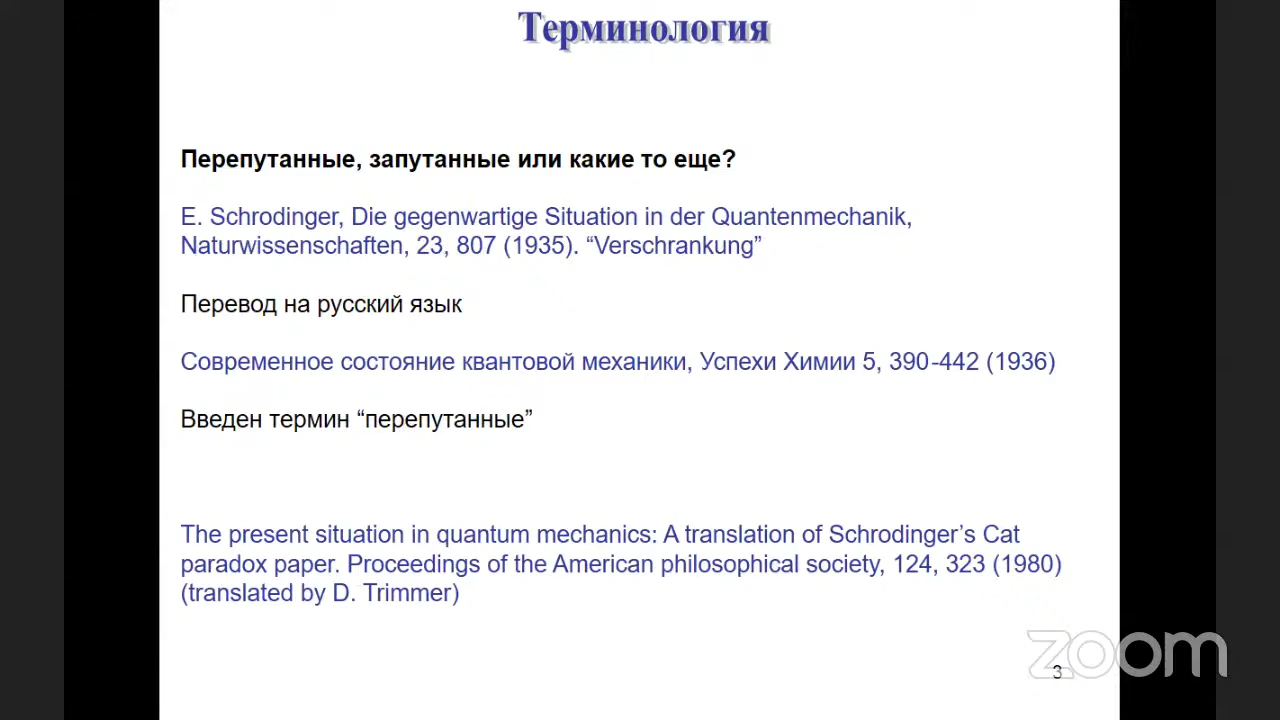 Терминология
Перепутанные, запутанные или какие то еще?
E. Schrodinger, Die gegenwartige Situation in der Quantenmechanik,
Naturwissenschaften, 23, 807 (1935). “Verschrankung”
Перевод на русский язык
Современное состояние квантовой механики, Успехи Химии 5, 390-442 (1936)
Введен термин “перепутанные”
The present situation in quantum mechanics: A translation of Schrodinger’s Cat
paradox paper. Proceedings of the American philosophical society, 124, 323 (1980)
(translated by D. Trimmer)
zoom
3